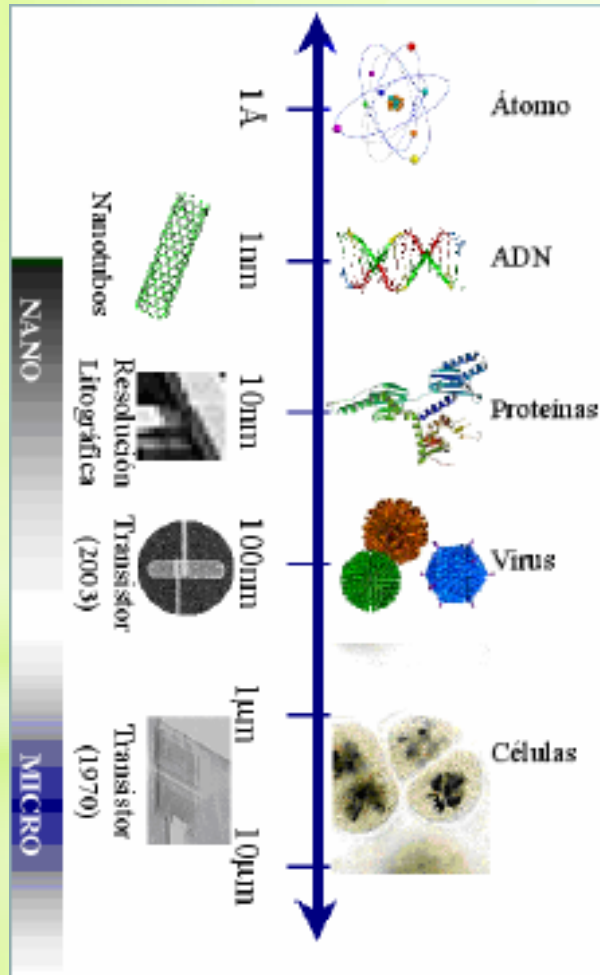 Átomo
1Å
Nanotubos
1nm
ADN
NANO
Resolución
Litográfica
10nm
Proteínas
Transistor
(2003)
100nm
Virus
1µm
Células
MICRO
Transistor
(1970)
10µm